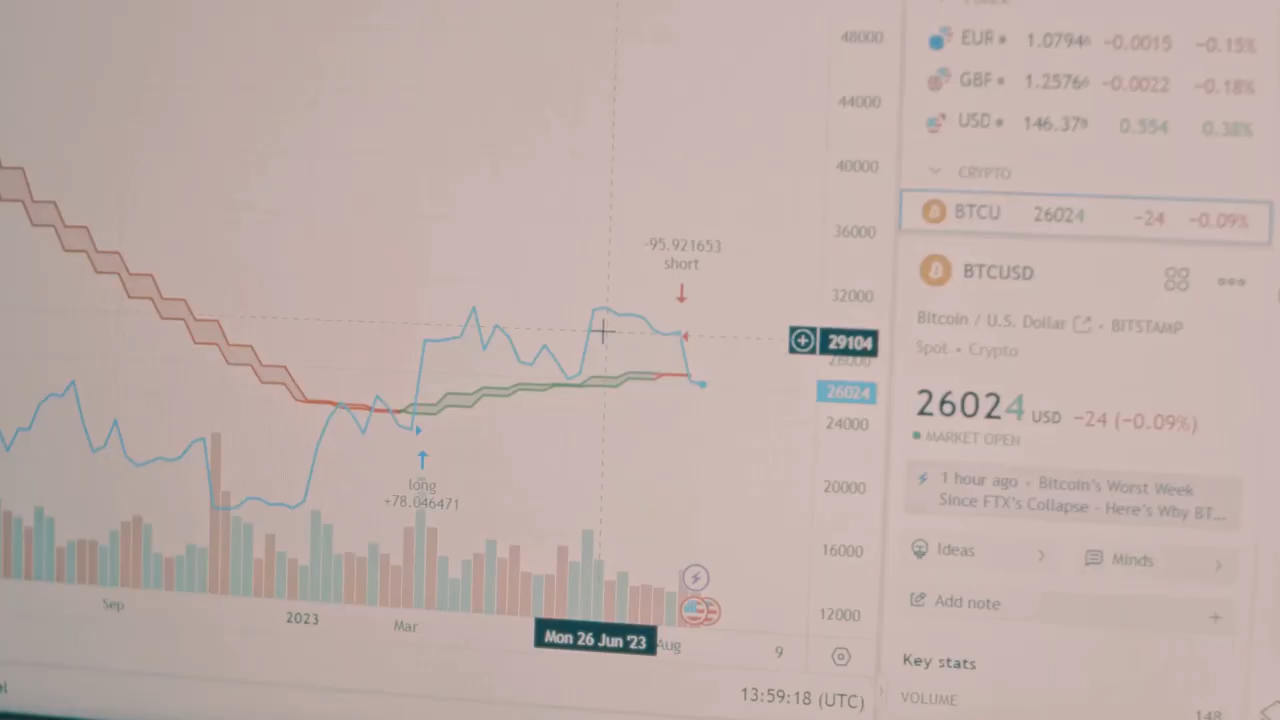 48000
44000
40000
36000
32000
29104
28000
26024
24000
20000
16000
12000
-95.921653
short
long
+78.046471
Sep
2023
Mar
Mon 26 Jun '23
Aug
9
13:59:18 (UTC)
EUR 1.0794 -0.0015 -0.15%
GBP 1.2576 -0.0022 -0.18%
USD 146.37 0.554 0.38%
CRYPTO
BTCU 26024 -24 -0.09%
BTCUSD
Bitcoin / U.S. Dollar • BITSTAMP
Spot • Crypto
26024 USD -24 (-0.09%)
MARKET OPEN
1 hour ago • Bitcoin's Worst Week
Since FTX's Collapse - Here's Why BT...
Ideas
Minds
Add note
Key stats
VOLUME